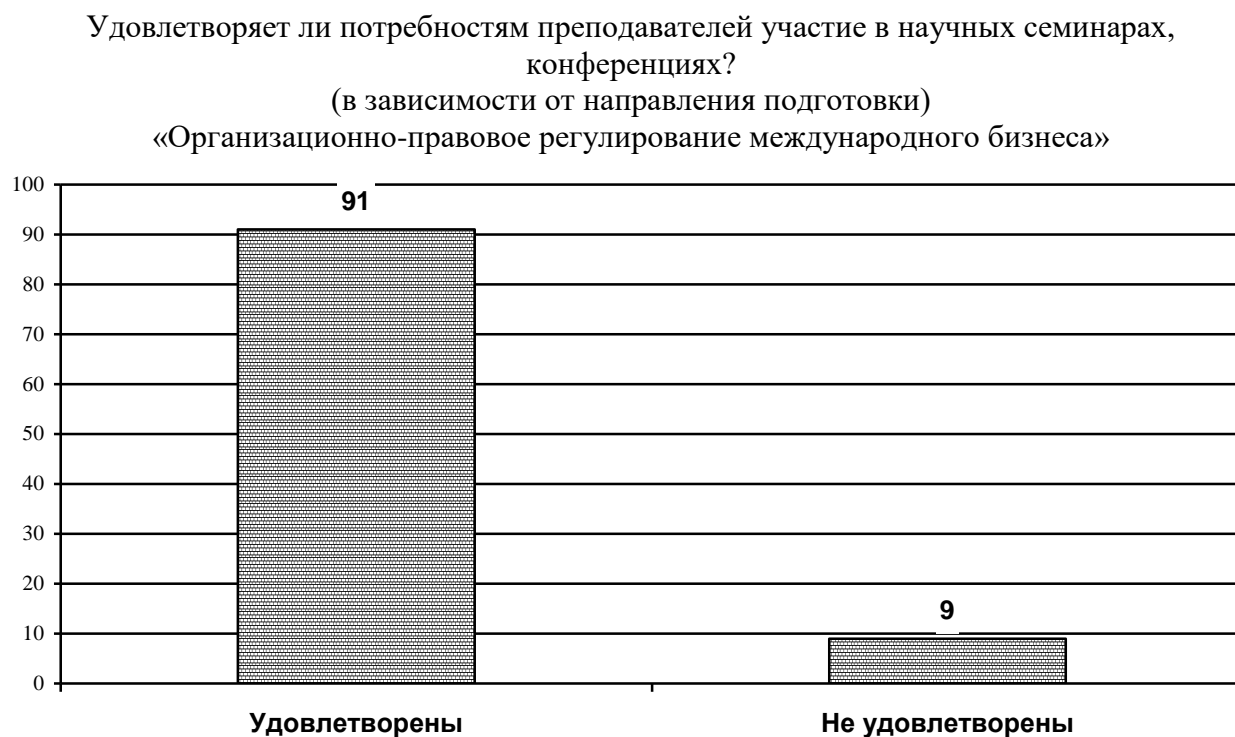 Удовлетворяет ли потребностям преподавателей участие в научных семинарах,
конференциях?
(в зависимости от направления подготовки)
«Организационно-правовое регулирование международного бизнеса»
100
91
90
80
70
60
50
40
30
20
9
10
0
Удовлетворены Не удовлетворены